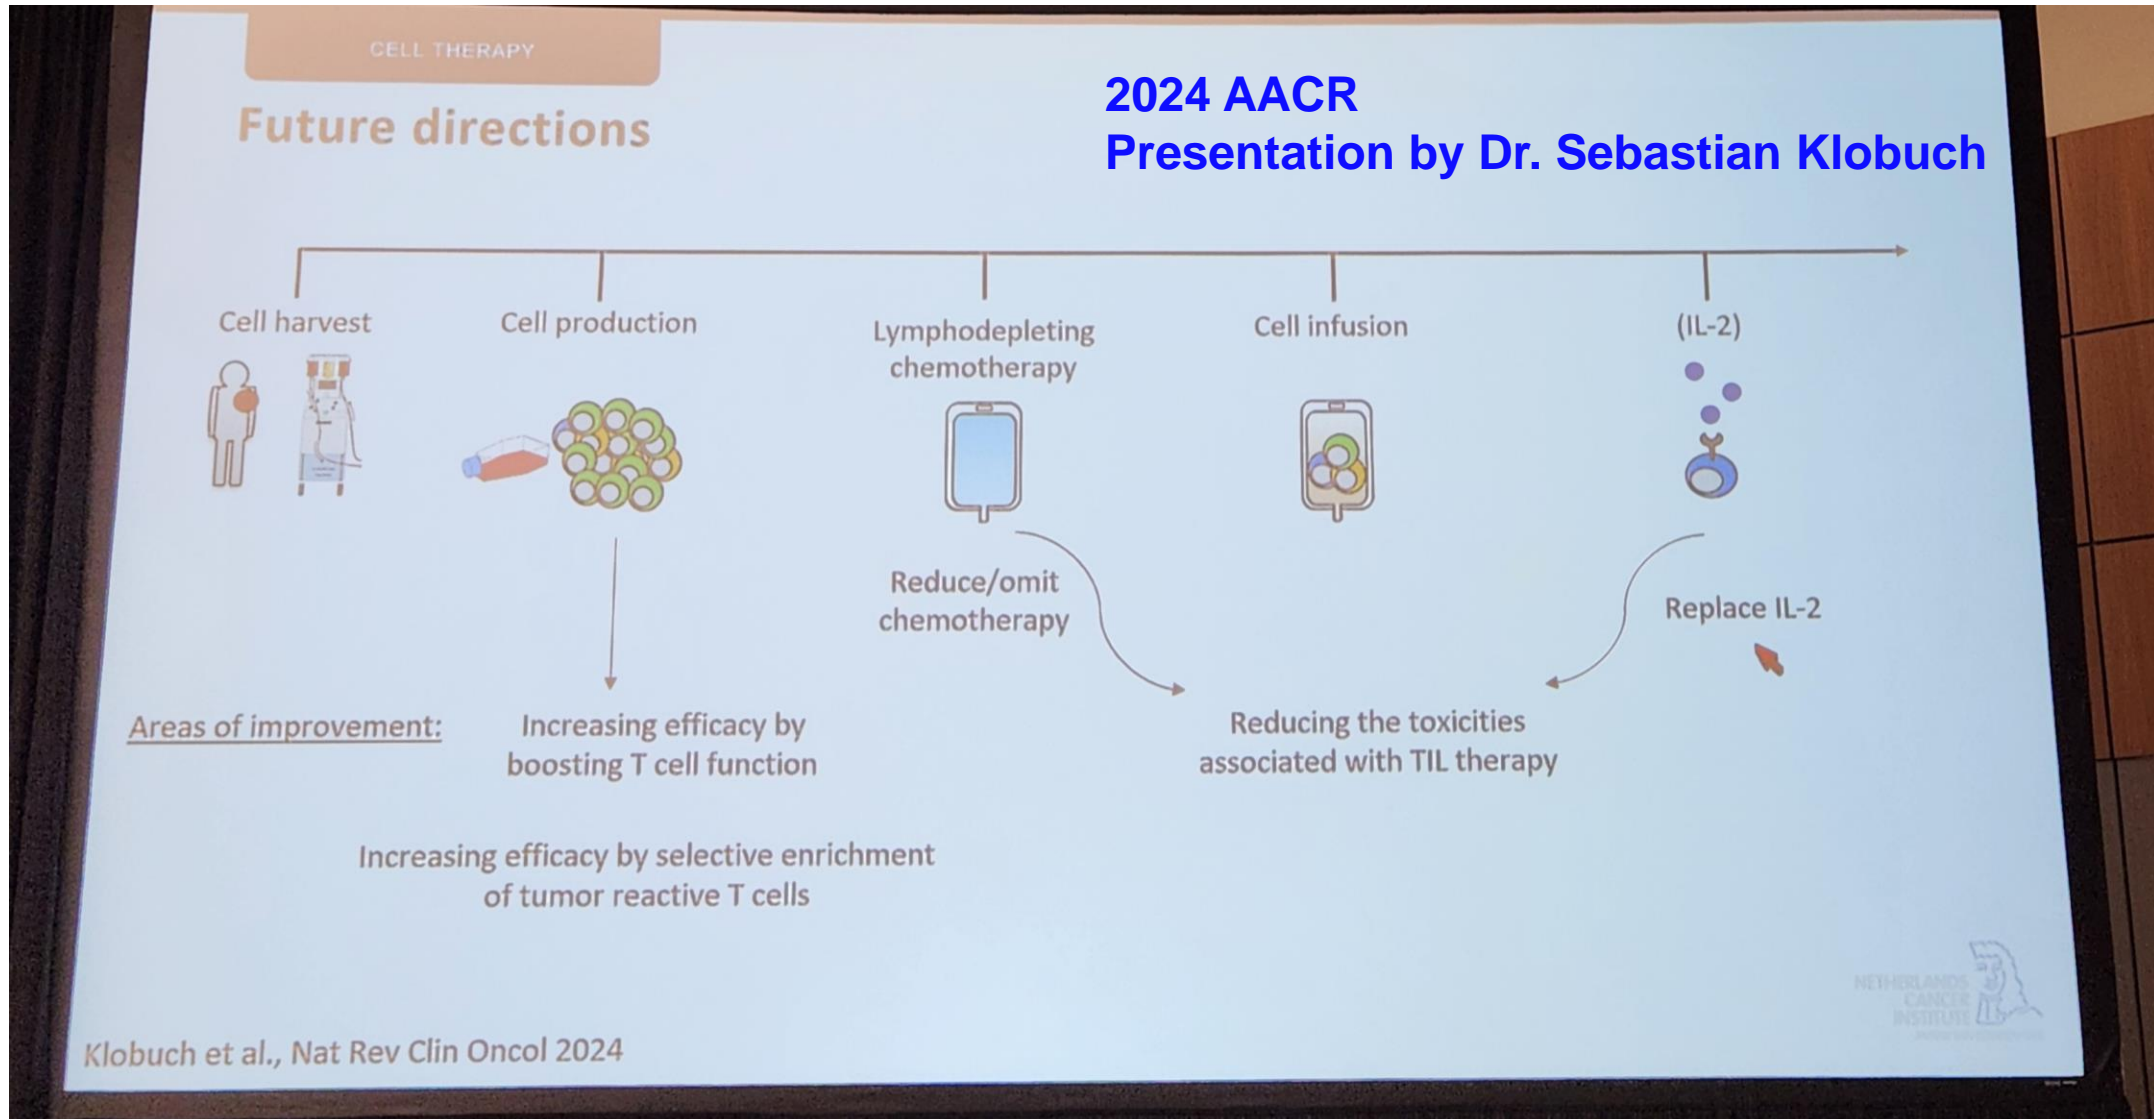 CELL THERAPY
Future directions
2024 AACR
Presentation by Dr. Sebastian Klobuch
Cell harvest
Cell production
Lymphodepleting
chemotherapy
Cell infusion
(IL-2)
Reduce/omit
chemotherapy
Replace IL-2
Areas of improvement:
Increasing efficacy by
boosting T cell function
Reducing the toxicities
associated with TIL therapy
Increasing efficacy by selective enrichment
of tumor reactive T cells
NETHERLANDS
CANCER
INSTITUTE
Klobuch et al., Nat Rev Clin Oncol 2024